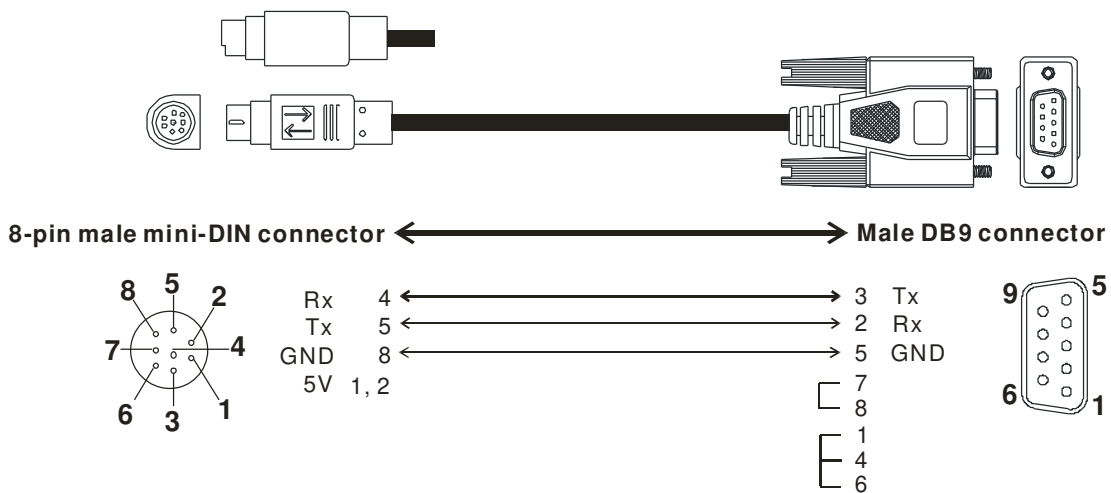 8-pin male mini-DIN connector Male DB9 connector
8 5 2
7 4
6 3 1
Rx 4 3 Tx
Tx 5 2 Rx
GND 8 5 GND
5V 1, 2
7
8
1
4
6
9 5
6 1